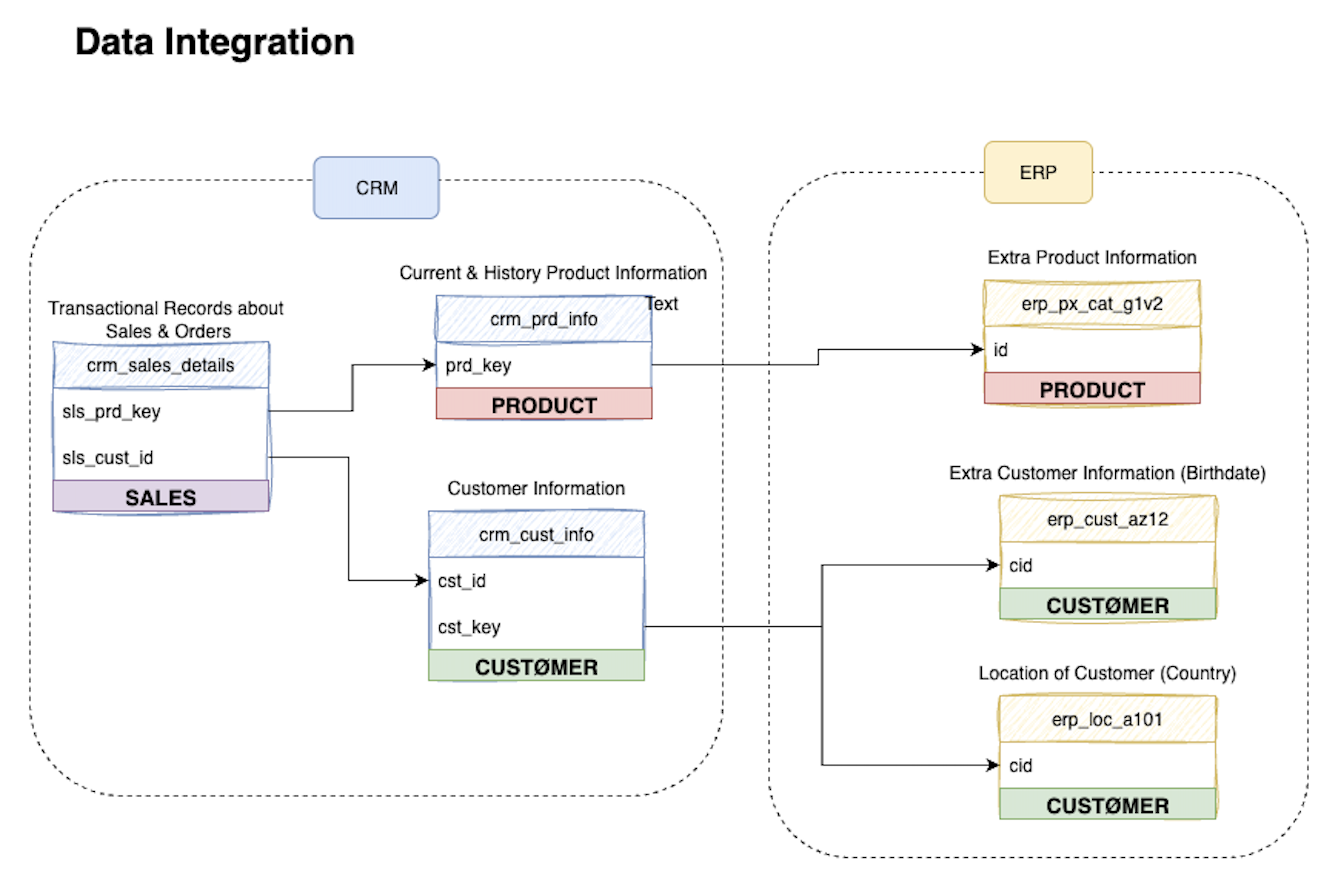 Data Integration
CRM
ERP
Transactional Records about
Sales & Orders
crm_sales_details
sls_prd_key
sls_cust_id
SALES
Current & History Product Information
Text
crm_prd_info
prd_key
PRODUCT
Customer Information
crm_cust_info
cst_id
cst_key
CUSTØMER
Extra Product Information
erp_px_cat_g1v2
id
PRODUCT
Extra Customer Information (Birthdate)
erp_cust_az12
cid
CUSTØMER
Location of Customer (Country)
erp_loc_a101
cid
CUSTØMER